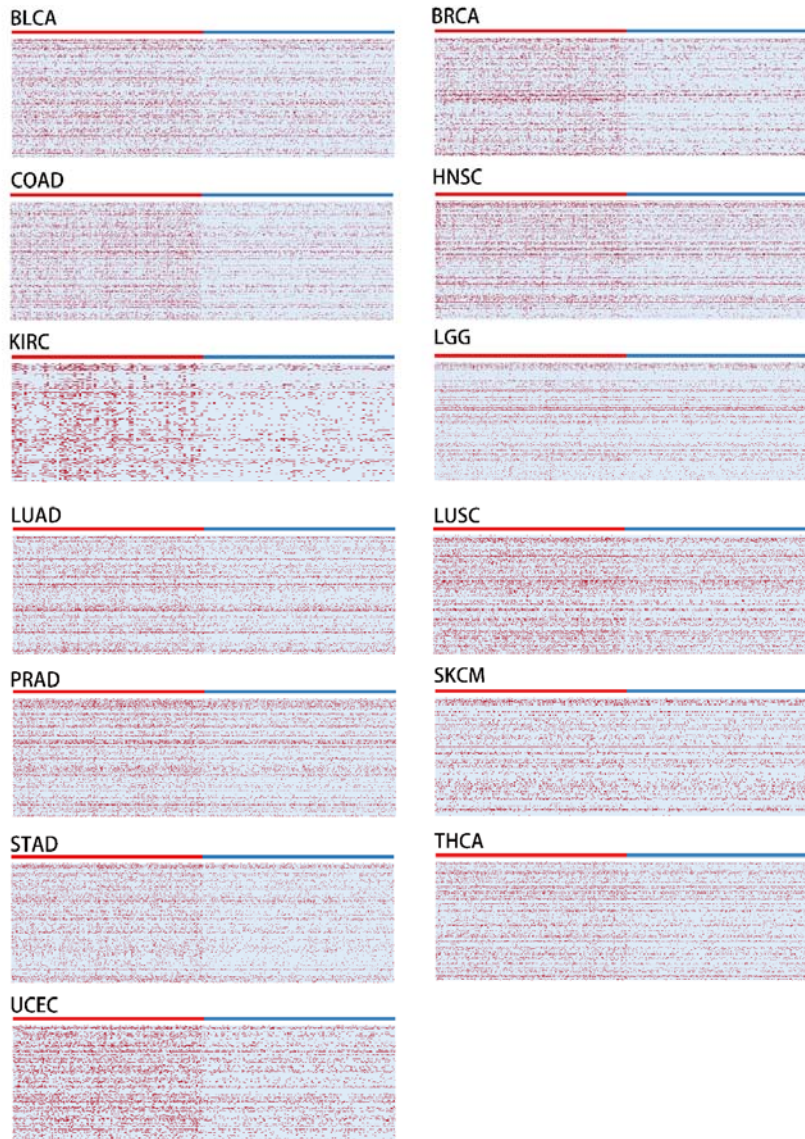 BLCA
BRCA
COAD
HNSC
KIRC
LGG
LUAD
LUSC
PRAD
SKCM
STAD
THCA
UCEC